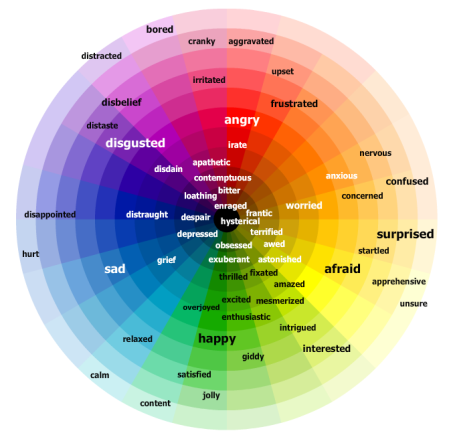 bored
cranky aggravated
distracted
upset
irritated
disbelief frustrated
distaste angry
disgusted irate
nervous
apathetic
disdain
contemptuous anxious confused
bitter
loathing concerned
enraged worried
disappointed distraught despair frantic
hysterical
depressed terrified surprised
obsessed awed
hurt startled
grief exuberant astonished
sad afraid
thrilled fixated
apprehensive
amazed
excited mesmerized unsure
overjoyed
enthusiastic
intrigued
relaxed happy
interested
giddy
calm satisfied
jolly
content